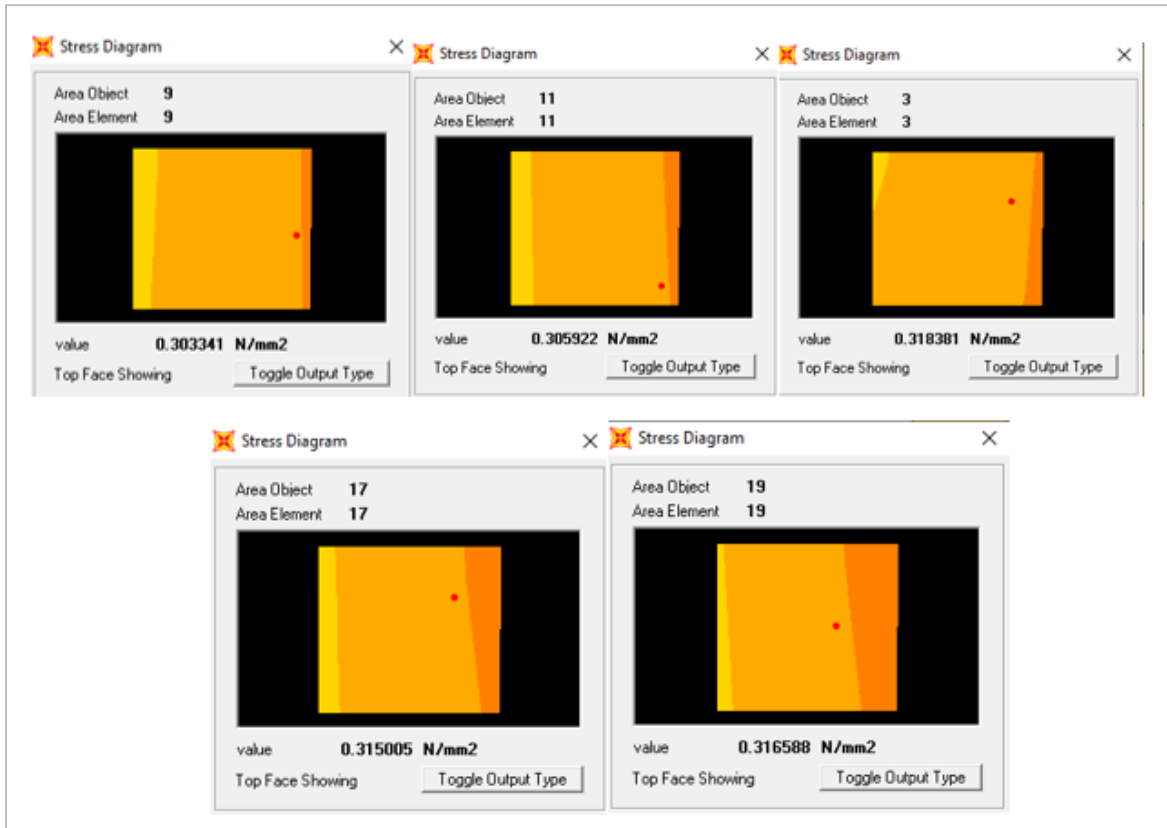 Stress Diagram
Area Object 9
Area Element 9
value 0.303341 N/mm2
Top Face Showing Toggle Output Type
Stress Diagram
Area Object 11
Area Element 11
value 0.305922 N/mm2
Top Face Showing Toggle Output Type
Stress Diagram
Area Object 3
Area Element 3
value 0.318381 N/mm2
Top Face Showing Toggle Output Type
Stress Diagram
Area Object 17
Area Element 17
value 0.315005 N/mm2
Top Face Showing Toggle Output Type
Stress Diagram
Area Object 19
Area Element 19
value 0.316588 N/mm2
Top Face Showing Toggle Output Type